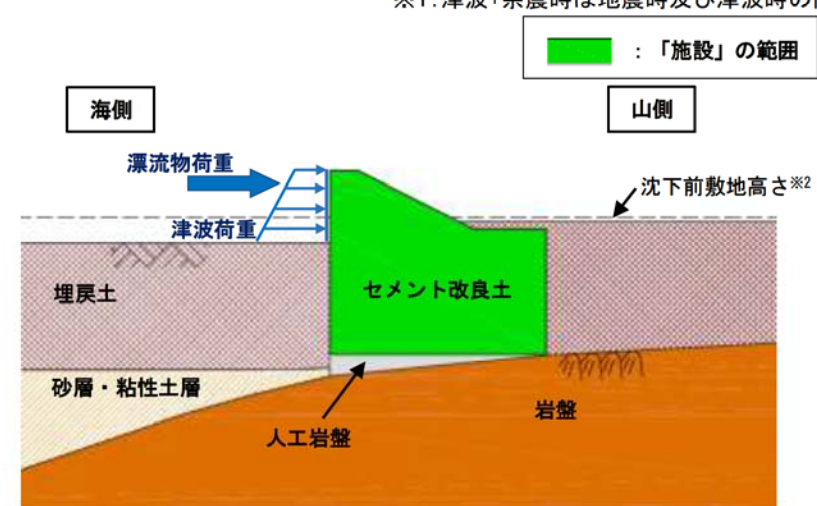 ：「施設」の範囲
海側
山側
漂流物荷重
沈下前敷地高さ※2
津波荷重
埋戻土
セメント改良土
砂層・粘性土層
岩盤
人工岩盤